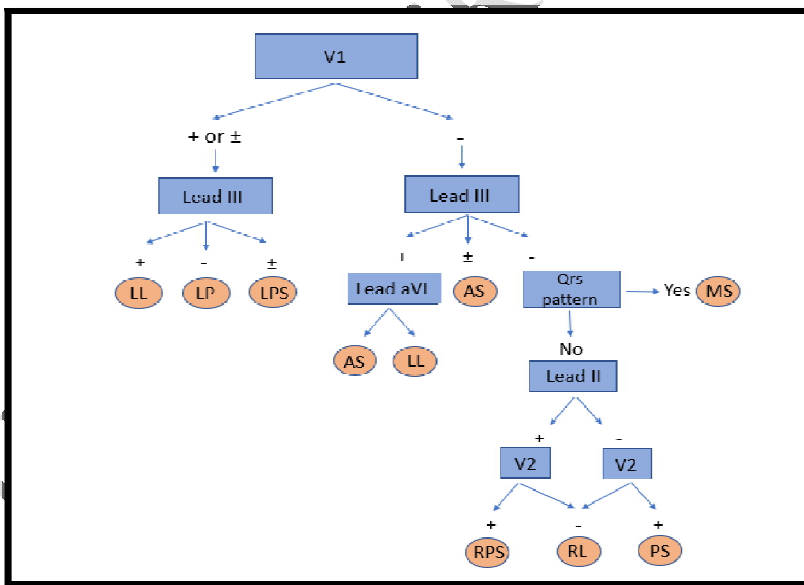 V1
+ or ±
-
Lead III
Lead III
+
-
±
+
±
-
LL
LP
LPS
Lead aVl
AS
Qrs
pattern
Yes
MS
No
AS
LL
Lead II
+
-
V2
V2
+
-
+
RPS
RL
PS